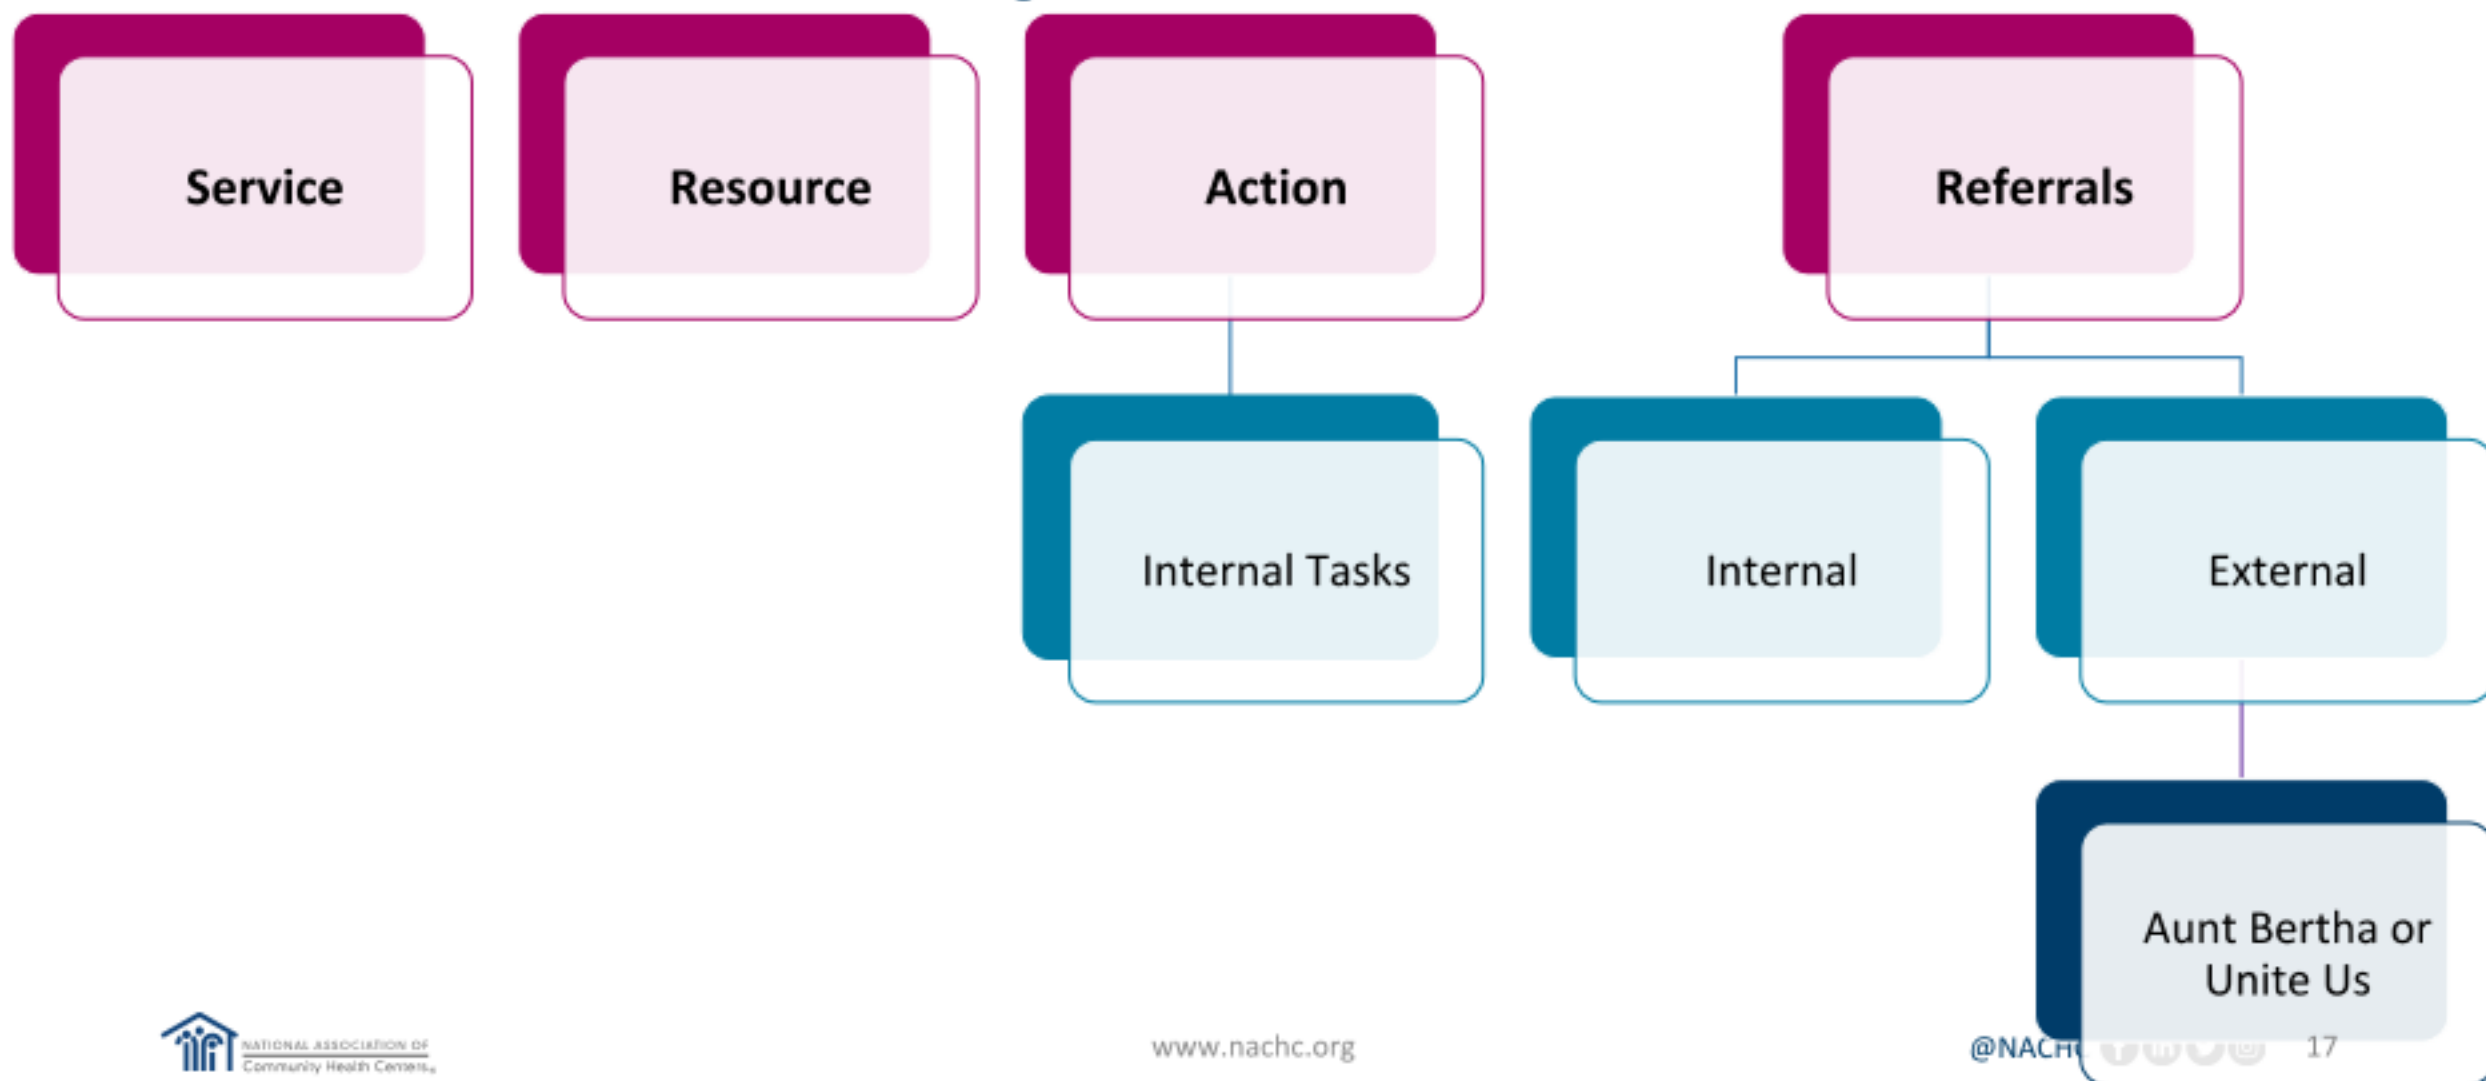 Service
Resource
Action
Referrals
Internal Tasks
Internal
External
Aunt Bertha or
Unite Us
NATIONAL ASSOCIATION OF
Community Health Centers®
www.nachc.org
@NACHC
17